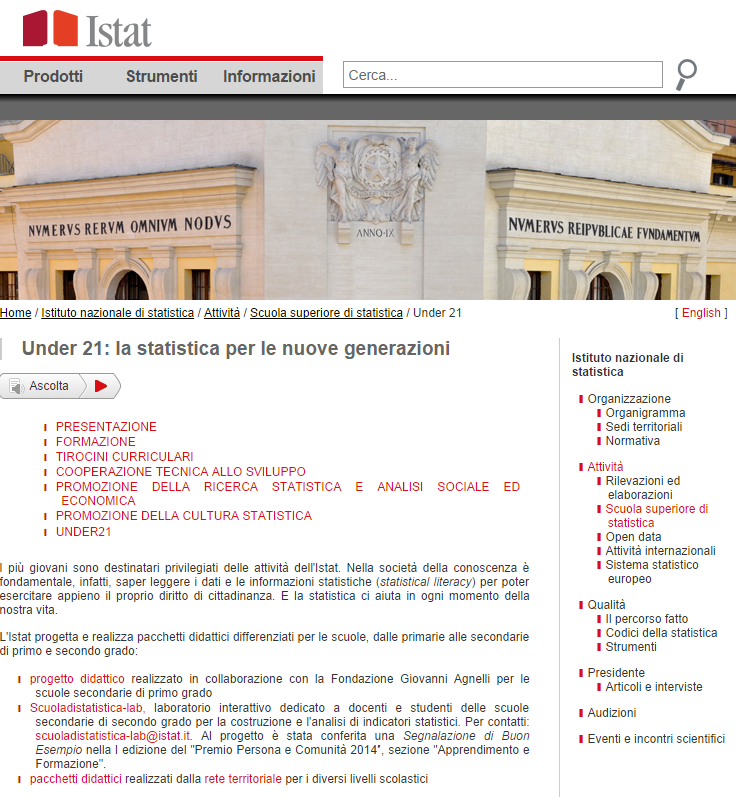 Istat
Prodotti Strumenti Informazioni Cerca...
NVMERVS RERVM OMNIVM NODVS
ANNO·IX
NVMERVS REIPVBLICAE FVNDAMENTVM
Home / Istituto nazionale di statistica / Attività / Scuola superiore di statistica / Under 21
[ English ]
Under 21: la statistica per le nuove generazioni
Ascolta
PRESENTAZIONE
FORMAZIONE
TIROCINI CURRICULARI
COOPERAZIONE TECNICA ALLO SVILUPPO
PROMOZIONE DELLA RICERCA STATISTICA E ANALISI SOCIALE ED
ECONOMICA
PROMOZIONE DELLA CULTURA STATISTICA
UNDER21
I più giovani sono destinatari privilegiati delle attività dell'Istat. Nella società della conoscenza è
fondamentale, infatti, saper leggere i dati e le informazioni statistiche (statistical literacy) per poter
esercitare appieno il proprio diritto di cittadinanza. E la statistica ci aiuta in ogni momento della
nostra vita.
L'Istat progetta e realizza pacchetti didattici differenziati per le scuole, dalle primarie alle secondarie
di primo e secondo grado:
progetto didattico realizzato in collaborazione con la Fondazione Giovanni Agnelli per le
scuole secondarie di primo grado
Scuoladistatistica-lab, laboratorio interattivo dedicato a docenti e studenti delle scuole
secondarie di secondo grado per la costruzione e l'analisi di indicatori statistici. Per contatti:
scuoladistatistica-lab@istat.it. Al progetto è stata conferita una Segnalazione di Buon
Esempio nella I edizione del "Premio Persona e Comunità 2014", sezione "Apprendimento e
Formazione".
pacchetti didattici realizzati dalla rete territoriale per i diversi livelli scolastici
Istituto nazionale di
statistica
Organizzazione
Organigramma
Sedi territoriali
Normativa
Attività
Rilevazioni ed
elaborazioni
Scuola superiore di
statistica
Open data
Attività internazionali
Sistema statistico
europeo
Qualità
Il percorso fatto
Codici della statistica
Strumenti
Presidente
Articoli e interviste
Audizioni
Eventi e incontri scientifici